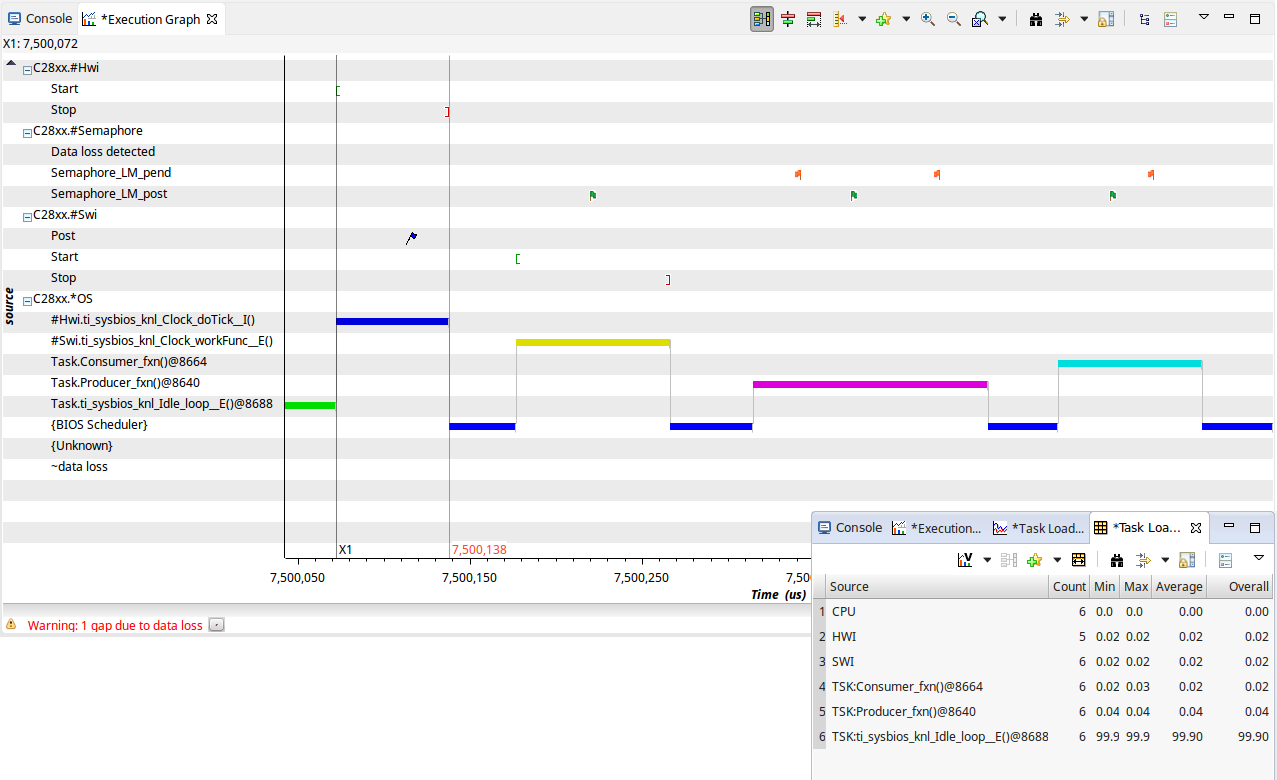 Console *Execution Graph
X1: 7,500,072
C28xx.#Hwi
Start
Stop
C28xx.#Semaphore
Data loss detected
Semaphore_LM_pend
Semaphore_LM_post
C28xx.#Swi
Post
Start
Stop
C28xx.*OS
#Hwi.ti_sysbios_knl_Clock_doTick__I()
#Swi.ti_sysbios_knl_Clock_workFunc__E()
Task.Consumer_fxn()@8664
Task.Producer_fxn()@8640
Task.ti_sysbios_knl_Idle_loop__E()@8688
{BIOS Scheduler}
{Unknown}
~data loss
source
X1 7,500,138
7,500,050 7,500,150 7,500,250 7,50
Time (us)
Warning: 1 gap due to data loss
Console *Execution... *Task Load... *Task Loa...
Source Count Min Max Average Overall
1 CPU 6 0.0 0.0 0.00 0.00
2 HWI 5 0.02 0.02 0.02 0.02
3 SWI 6 0.02 0.02 0.02 0.02
4 TSK:Consumer_fxn()@8664 6 0.02 0.03 0.02 0.02
5 TSK:Producer_fxn()@8640 6 0.04 0.04 0.04 0.04
6 TSK:ti_sysbios_knl_Idle_loop__E()@8688 6 99.9 99.9 99.90 99.90